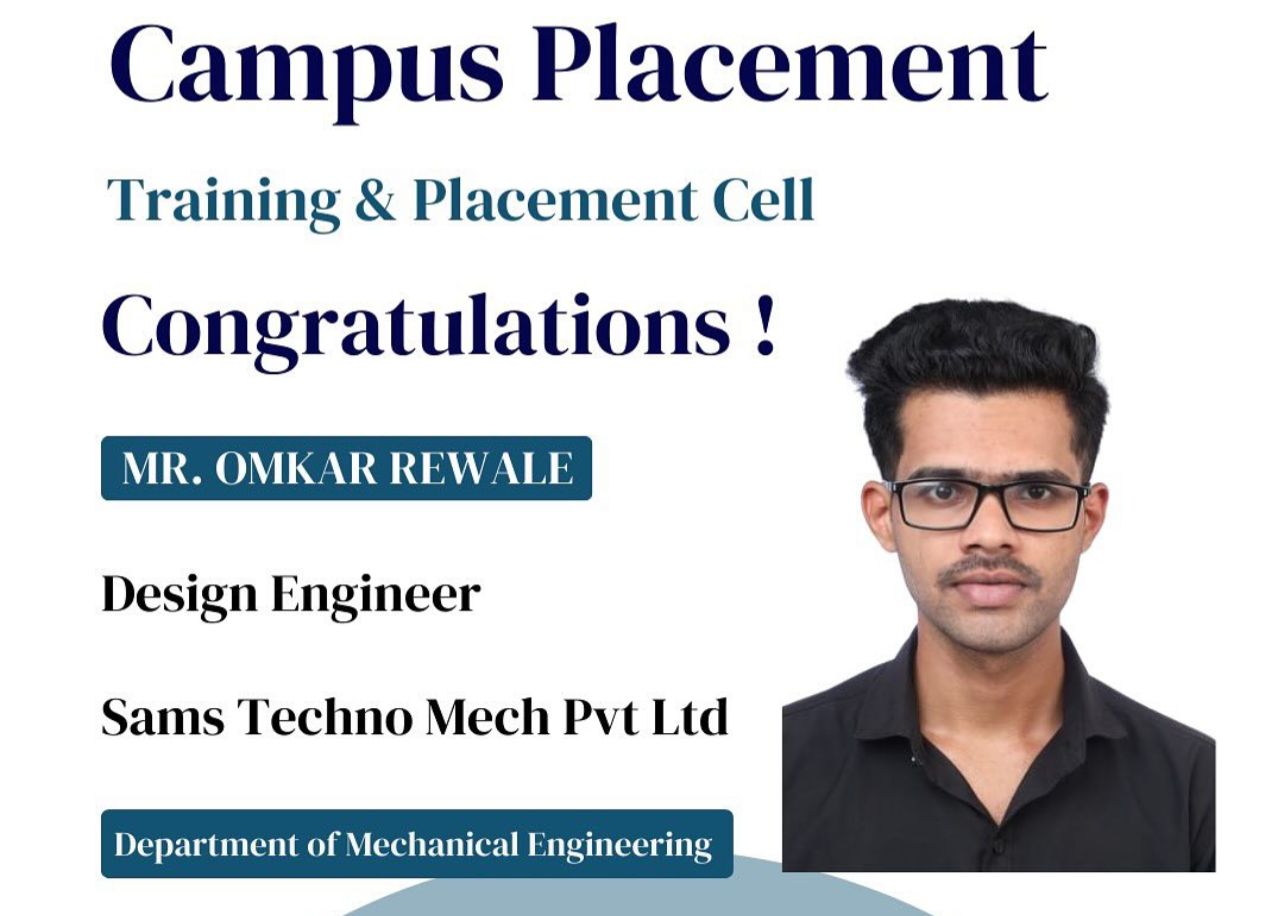 Campus Placement
Training & Placement Cell
Congratulations !
MR. OMKAR REWALE
Design Engineer
Sams Techno Mech Pvt Ltd
Department of Mechanical Engineering